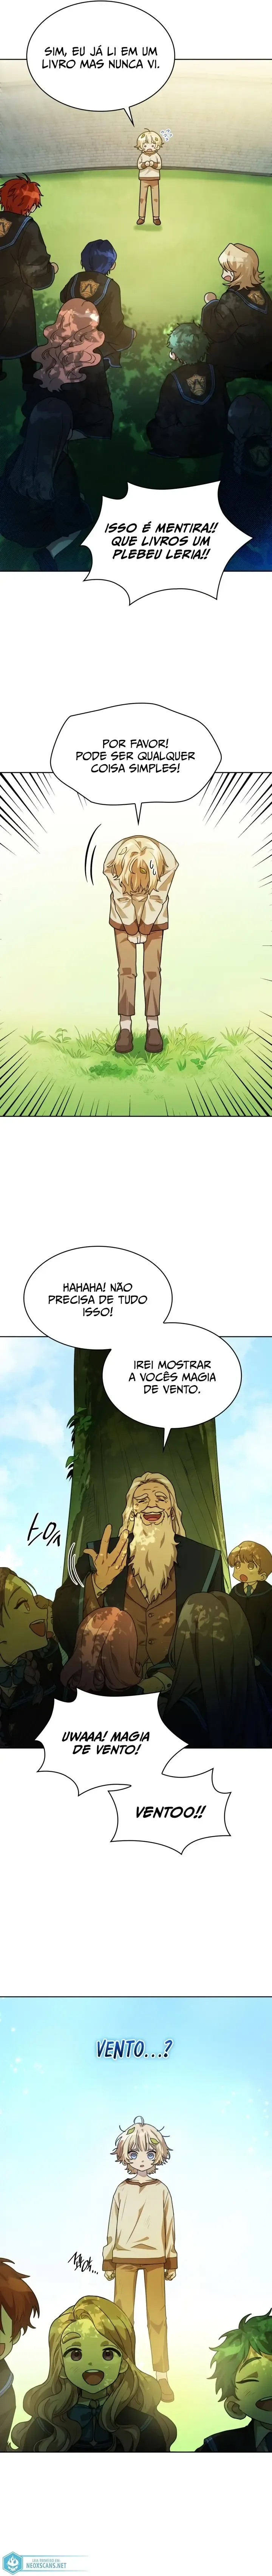 SIM, EU JÁ LI EM UM
LIVRO MAS NUNCA VI.
ISSO É MENTIRA!!
QUE LIVROS UM
PLEBEU LERIA!!
POR FAVOR!
PODE SER QUALQUER
COISA SIMPLES!
HAHAHA! NÃO
PRECISA DE TUDO
ISSO!
IREI MOSTRAR
A VOCÊS MAGIA
DE VENTO.
UWAAA! MAGIA
DE VENTO!
VENTOO!!
VENTO...?
NEOXSCANS.NET